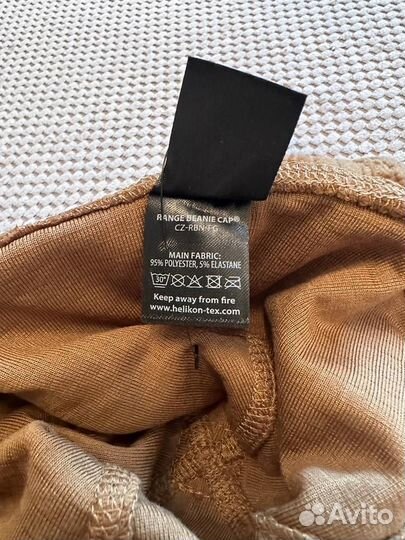 RANGE BEANIE CAP®
CZ-RBN-FG
MAIN FABRIC:
95% POLYESTER, 5% ELASTANE
30°
Keep away from fire
www.helikon-tex.com
Avito